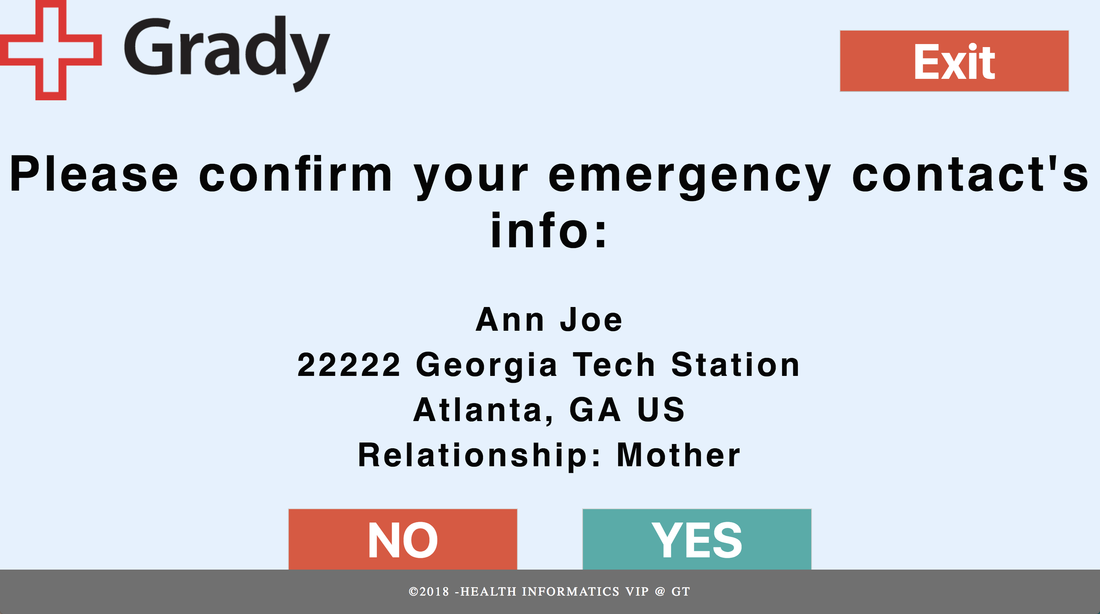 Grady
Exit
Please confirm your emergency contact's
info:
Ann Joe
22222 Georgia Tech Station
Atlanta, GA US
Relationship: Mother
NO
YES
©2018 -HEALTH INFORMATICS VIP @ GT